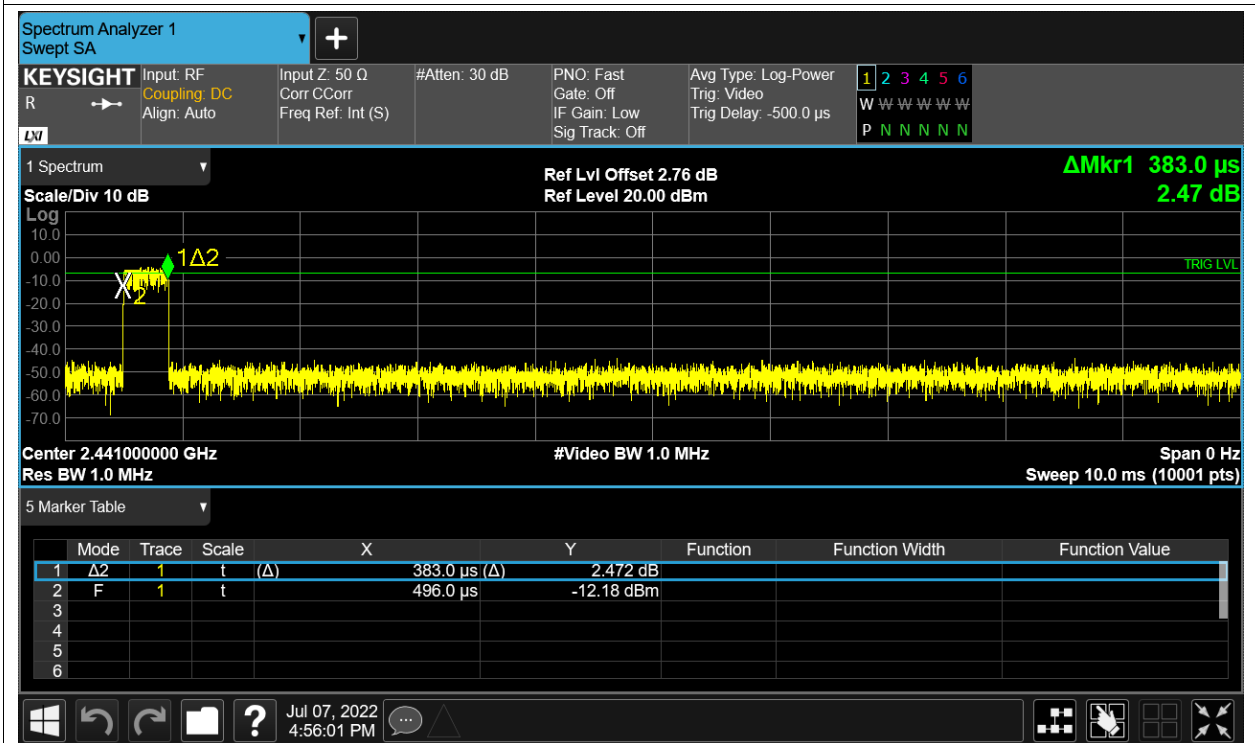 Spectrum Analyzer 1
Swept SA
KEYSIGHT Input: RF Input Z: 50 Ω #Atten: 30 dB PNO: Fast Avg Type: Log-Power 1 2 3 4 5 6
R Coupling: DC Corr CCorr Gate: Off Trig: Video W W W W W W
Align: Auto Freq Ref: Int (S) IF Gain: Low Trig Delay: -500.0 µs
LXI Sig Track: Off P N N N N N
1 Spectrum Ref Lvl Offset 2.76 dB ΔMkr1 383.0 µs
Scale/Div 10 dB Ref Level 20.00 dBm 2.47 dB
Log
10.0
0.00 1Δ2 TRIG LVL
-10.0 X2
-20.0
-30.0
-40.0
-50.0
-60.0
-70.0
Center 2.441000000 GHz #Video BW 1.0 MHz Span 0 Hz
Res BW 1.0 MHz Sweep 10.0 ms (10001 pts)
5 Marker Table
Mode Trace Scale X Y Function Function Width Function Value
1 Δ2 1 t (Δ) 383.0 µs (Δ) 2.472 dB
2 F 1 t 496.0 µs -12.18 dBm
3
4
5
6
? Jul 07, 2022
4:56:01 PM